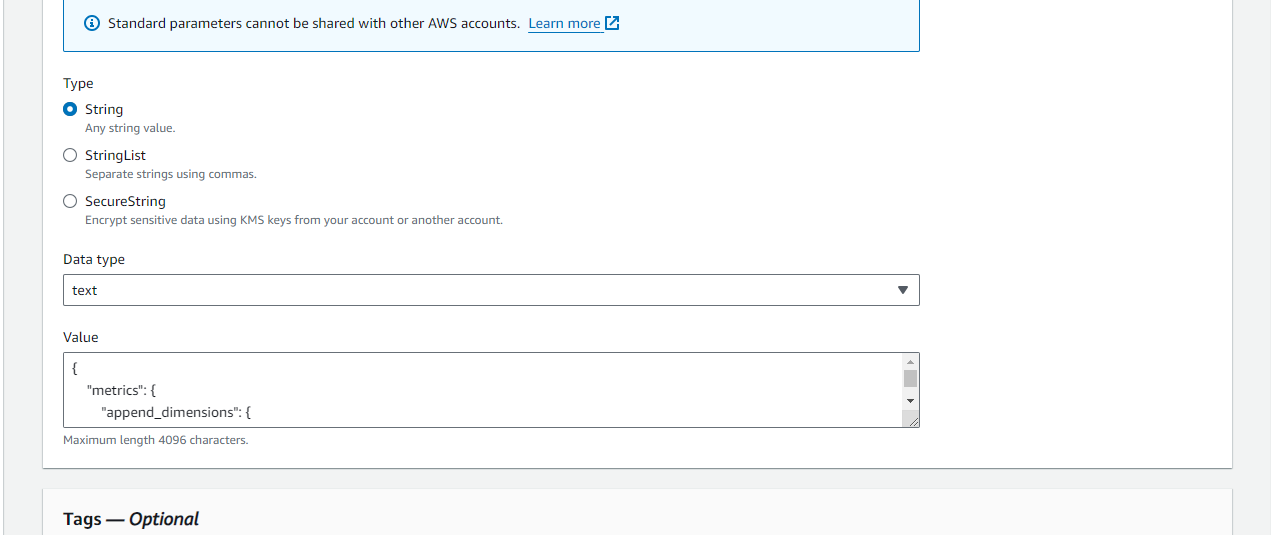 Standard parameters cannot be shared with other AWS accounts. Learn more
Type
String
Any string value.
StringList
Separate strings using commas.
SecureString
Encrypt sensitive data using KMS keys from your account or another account.
Data type
text
Value
{
"metrics": {
"append_dimensions": {
Maximum length 4096 characters.
Tags — Optional